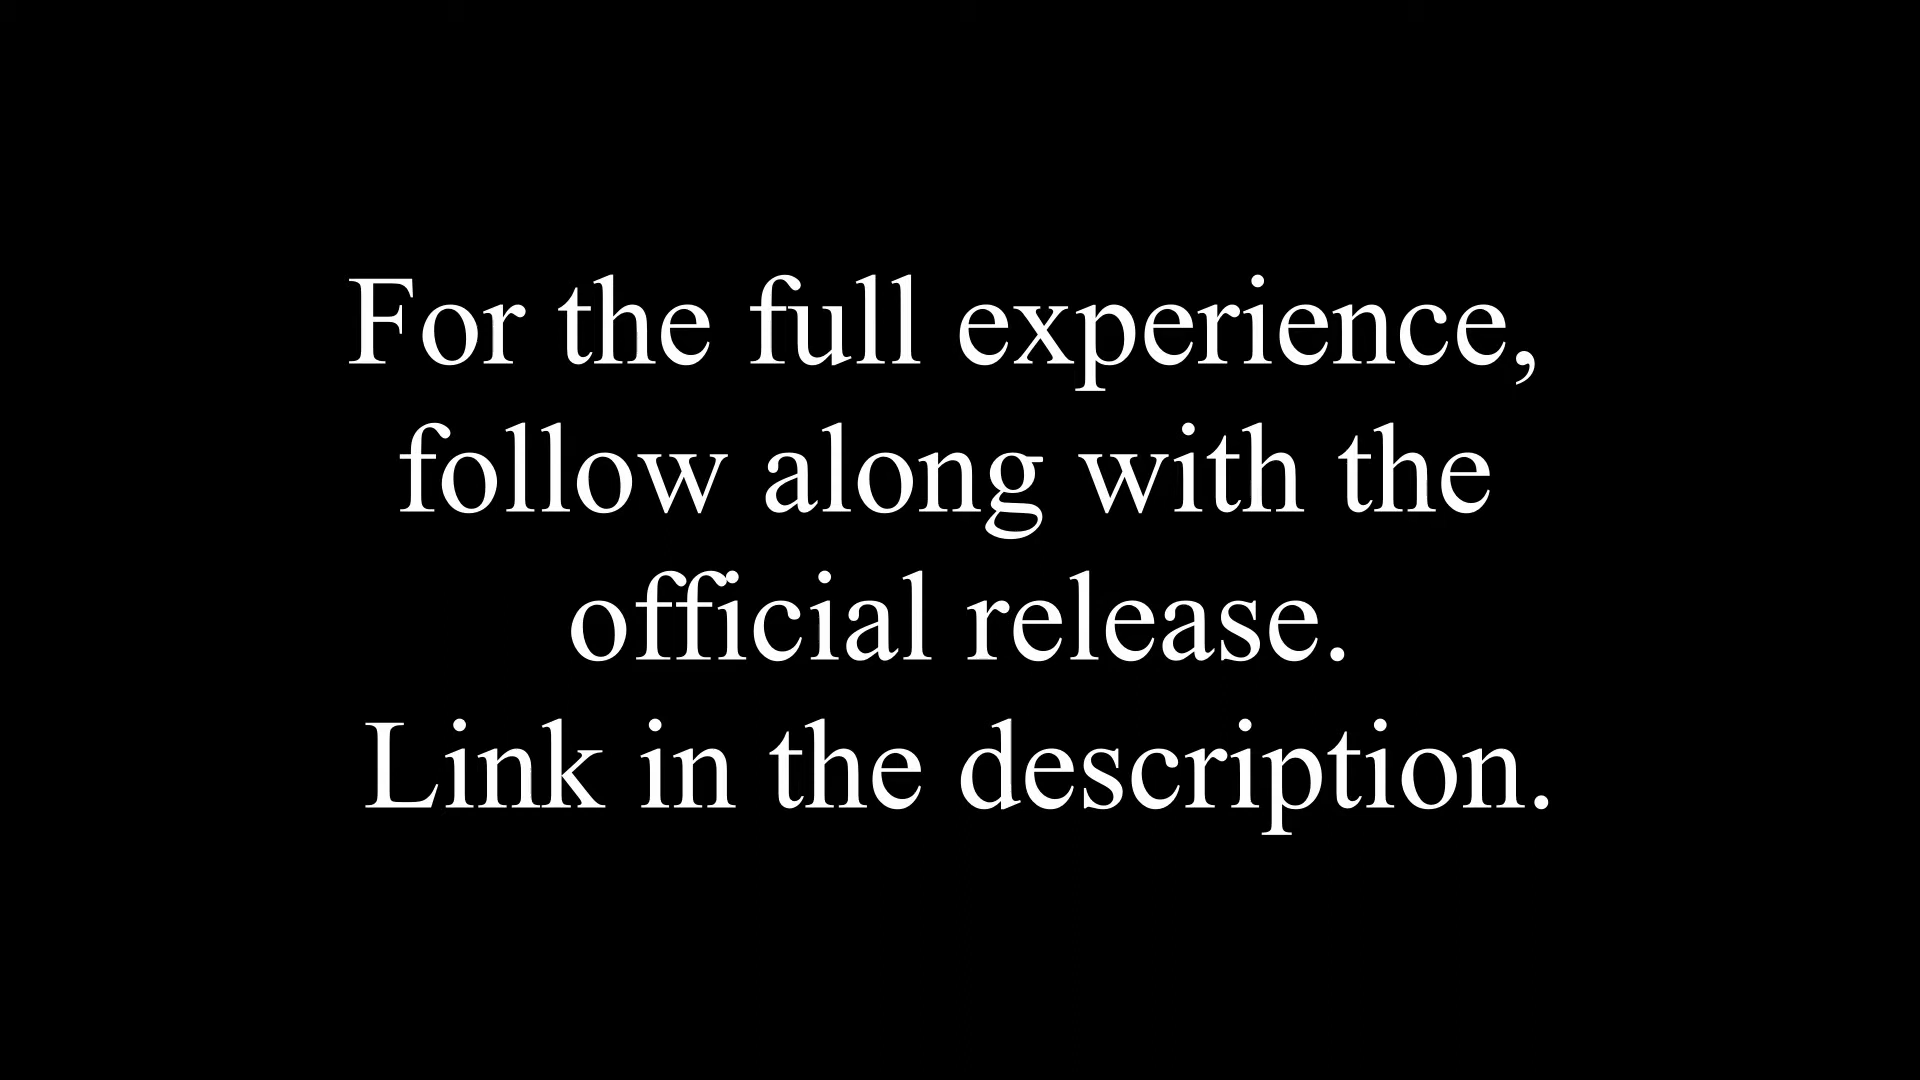 For the full experience,
follow along with the
official release.
Link in the description.